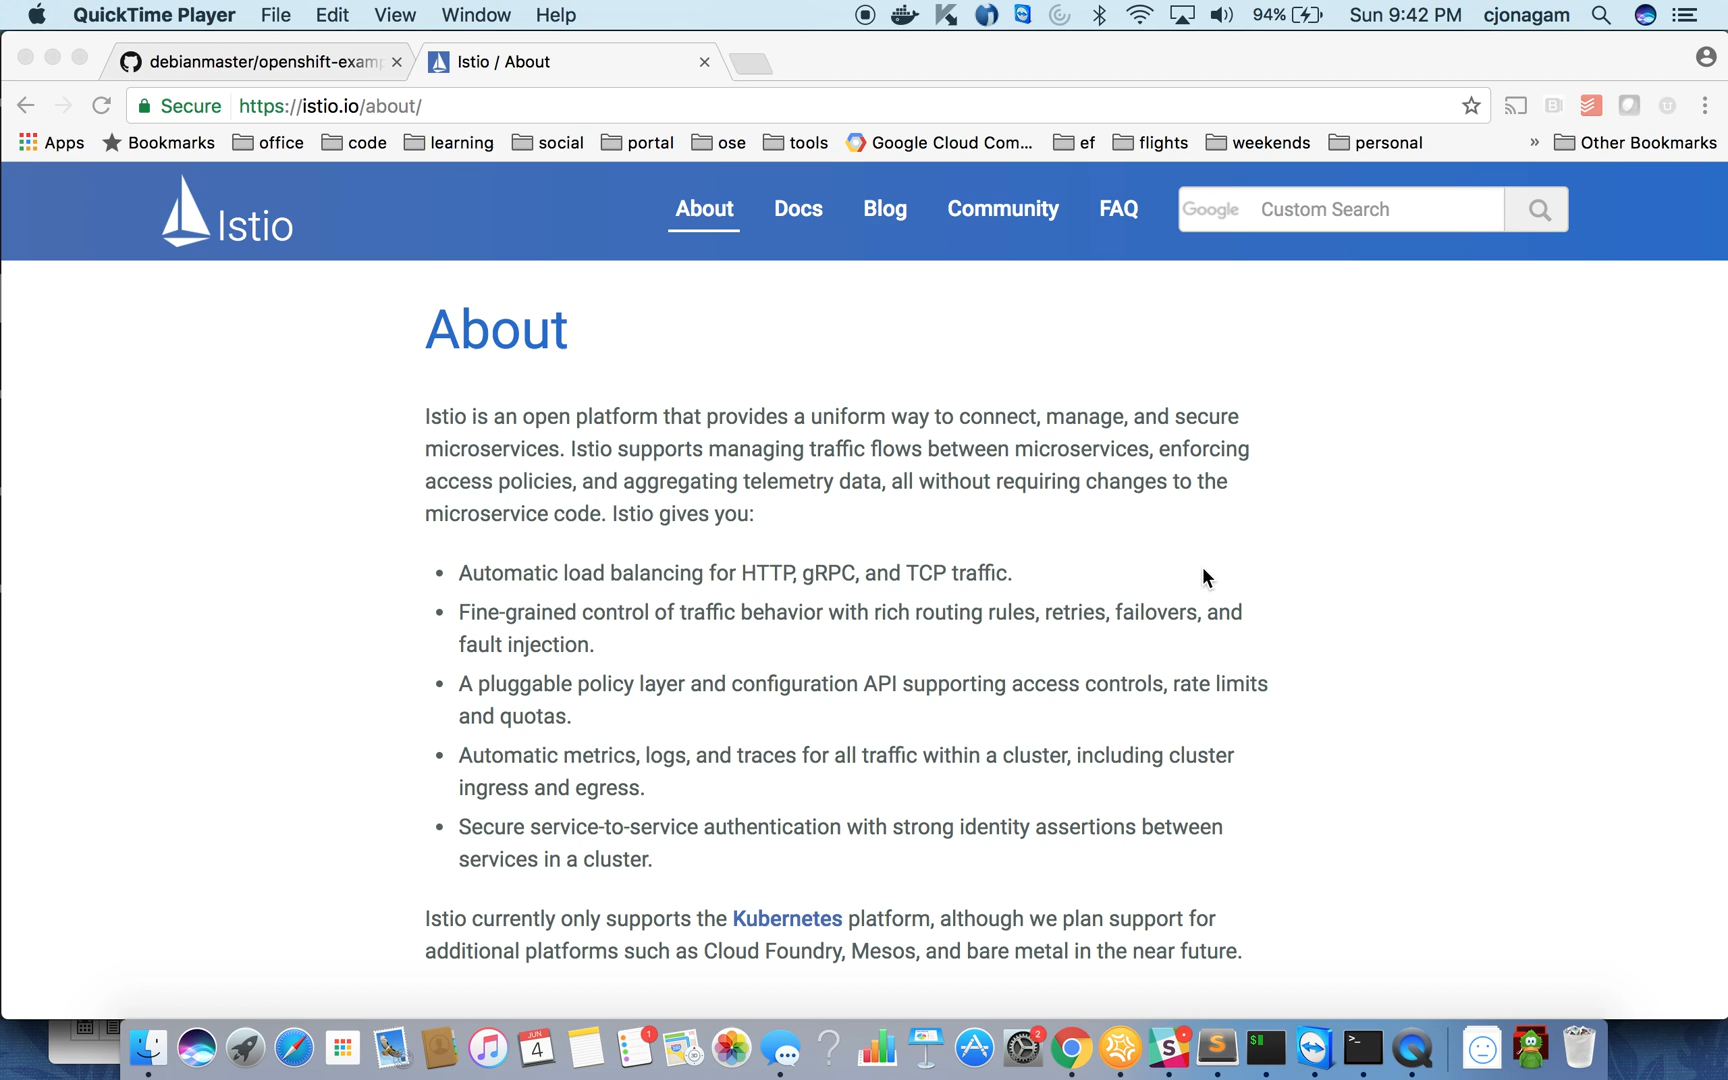 QuickTime Player File Edit View Window Help 94% Sun 9:42 PM cjonagam
debianmaster/openshift-exam Istio / About
Secure https://istio.io/about/
Apps Bookmarks office code learning social portal ose tools Google Cloud Com... ef flights weekends personal » Other Bookmarks
Istio About Docs Blog Community FAQ Google Custom Search
About
Istio is an open platform that provides a uniform way to connect, manage, and secure
microservices. Istio supports managing traffic flows between microservices, enforcing
access policies, and aggregating telemetry data, all without requiring changes to the
microservice code. Istio gives you:
• Automatic load balancing for HTTP, gRPC, and TCP traffic.
• Fine-grained control of traffic behavior with rich routing rules, retries, failovers, and
fault injection.
• A pluggable policy layer and configuration API supporting access controls, rate limits
and quotas.
• Automatic metrics, logs, and traces for all traffic within a cluster, including cluster
ingress and egress.
• Secure service-to-service authentication with strong identity assertions between
services in a cluster.
Istio currently only supports the Kubernetes platform, although we plan support for
additional platforms such as Cloud Foundry, Mesos, and bare metal in the near future.
JUN
4
1
2